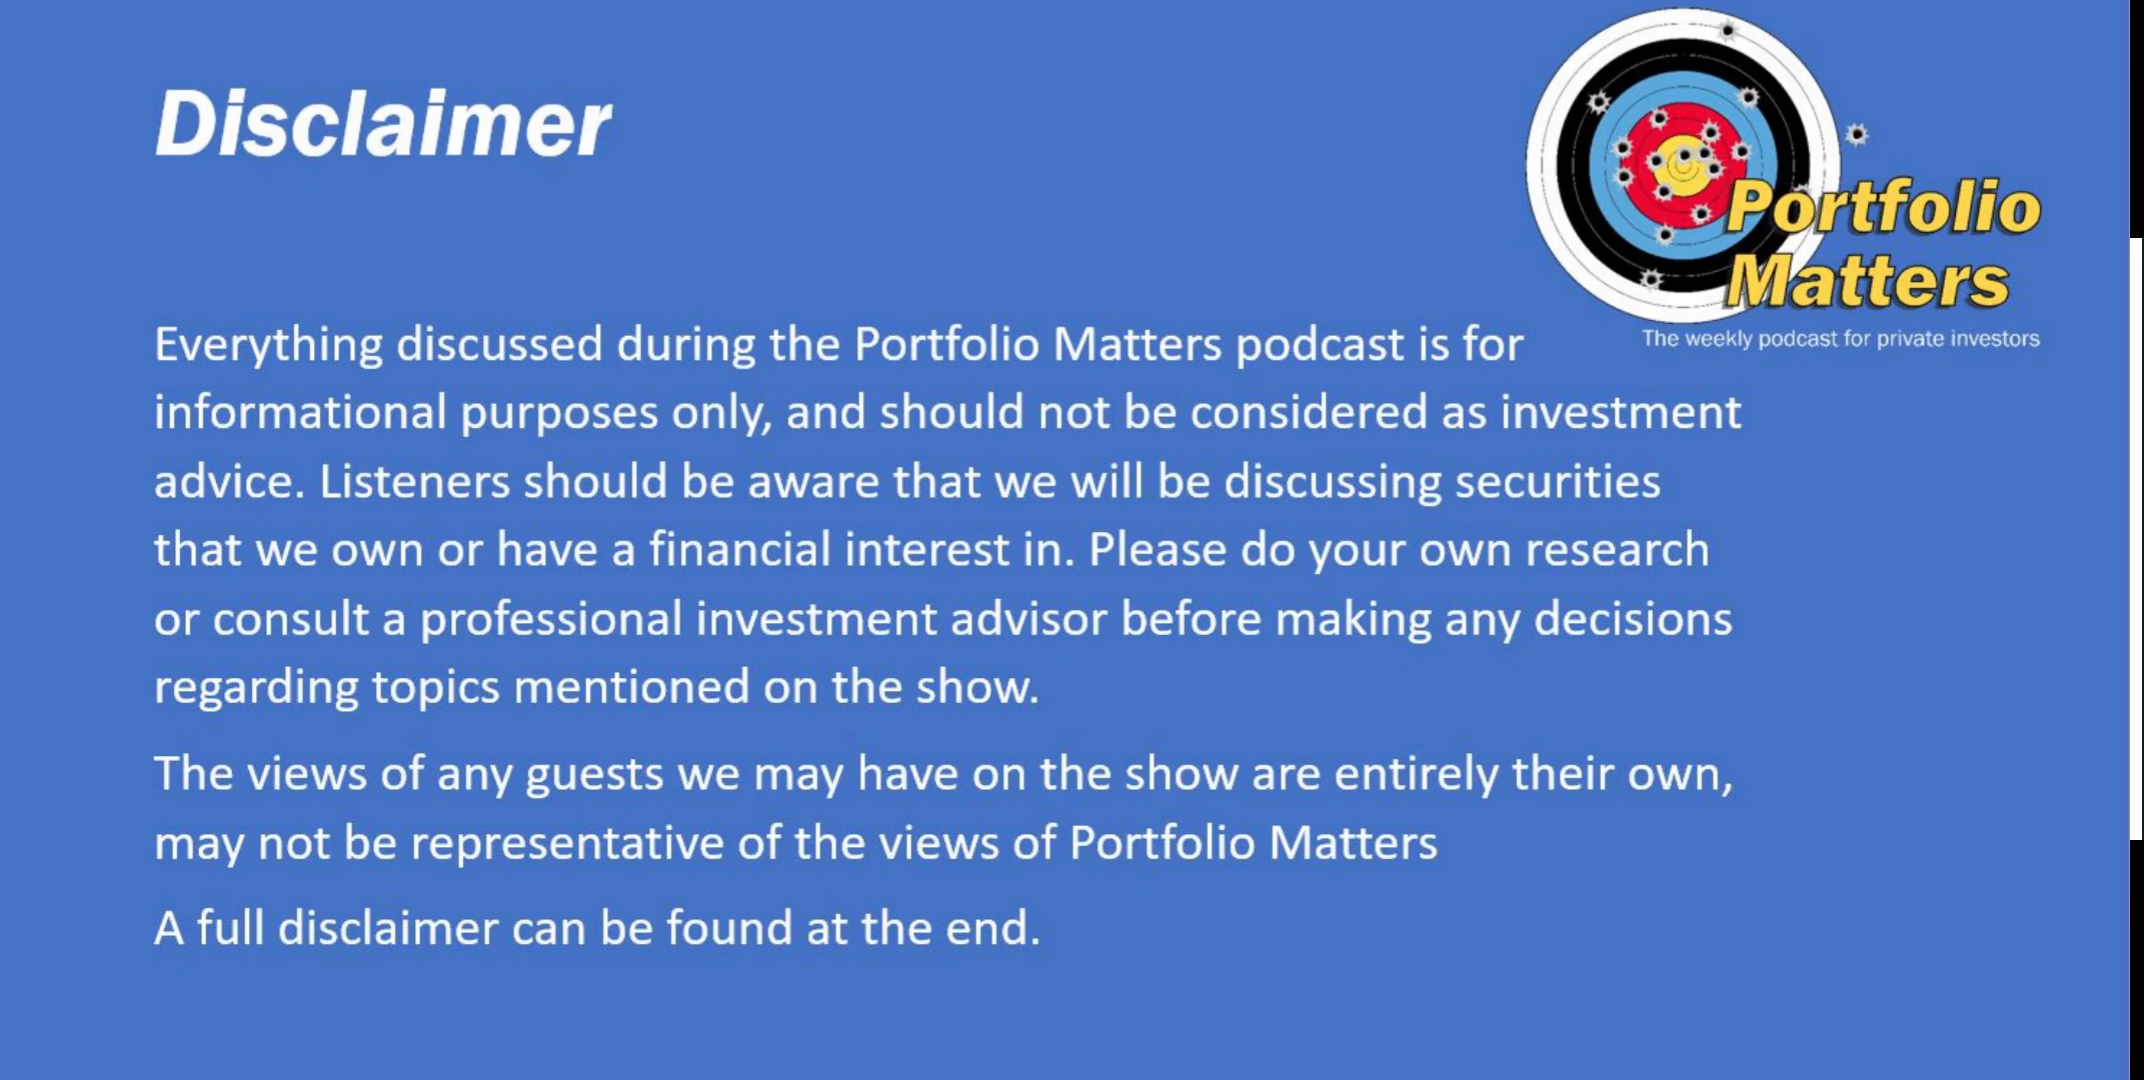 Disclaimer
Portfolio
Matters
The weekly podcast for private investors
Everything discussed during the Portfolio Matters podcast is for
informational purposes only, and should not be considered as investment
advice. Listeners should be aware that we will be discussing securities
that we own or have a financial interest in. Please do your own research
or consult a professional investment advisor before making any decisions
regarding topics mentioned on the show.
The views of any guests we may have on the show are entirely their own,
may not be representative of the views of Portfolio Matters
A full disclaimer can be found at the end.